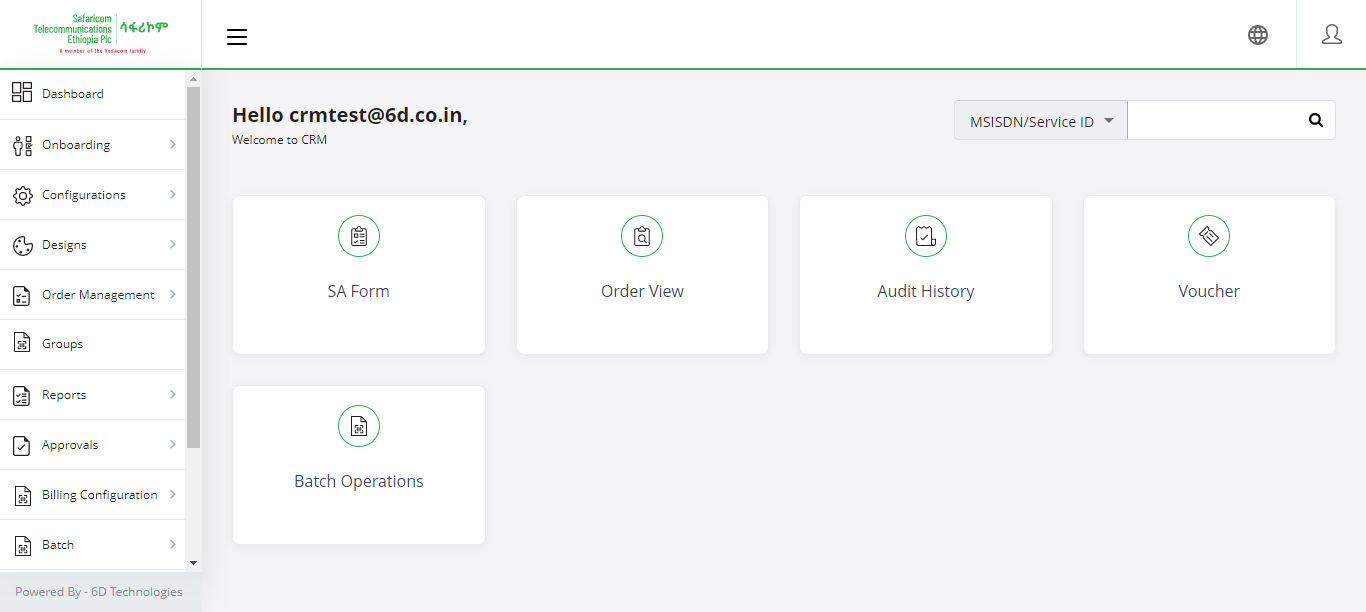 Safaricom
Telecommunications
Ethiopia Plc
ሳፋሪኮም
A member of the Vodacom family
Dashboard
Onboarding
Configurations
Designs
Order Management
Groups
Reports
Approvals
Billing Configuration
Batch
Powered By - 6D Technologies
Hello crmtest@6d.co.in,
Welcome to CRM
MSISDN/Service ID
SA Form
Order View
Audit History
Voucher
Batch Operations